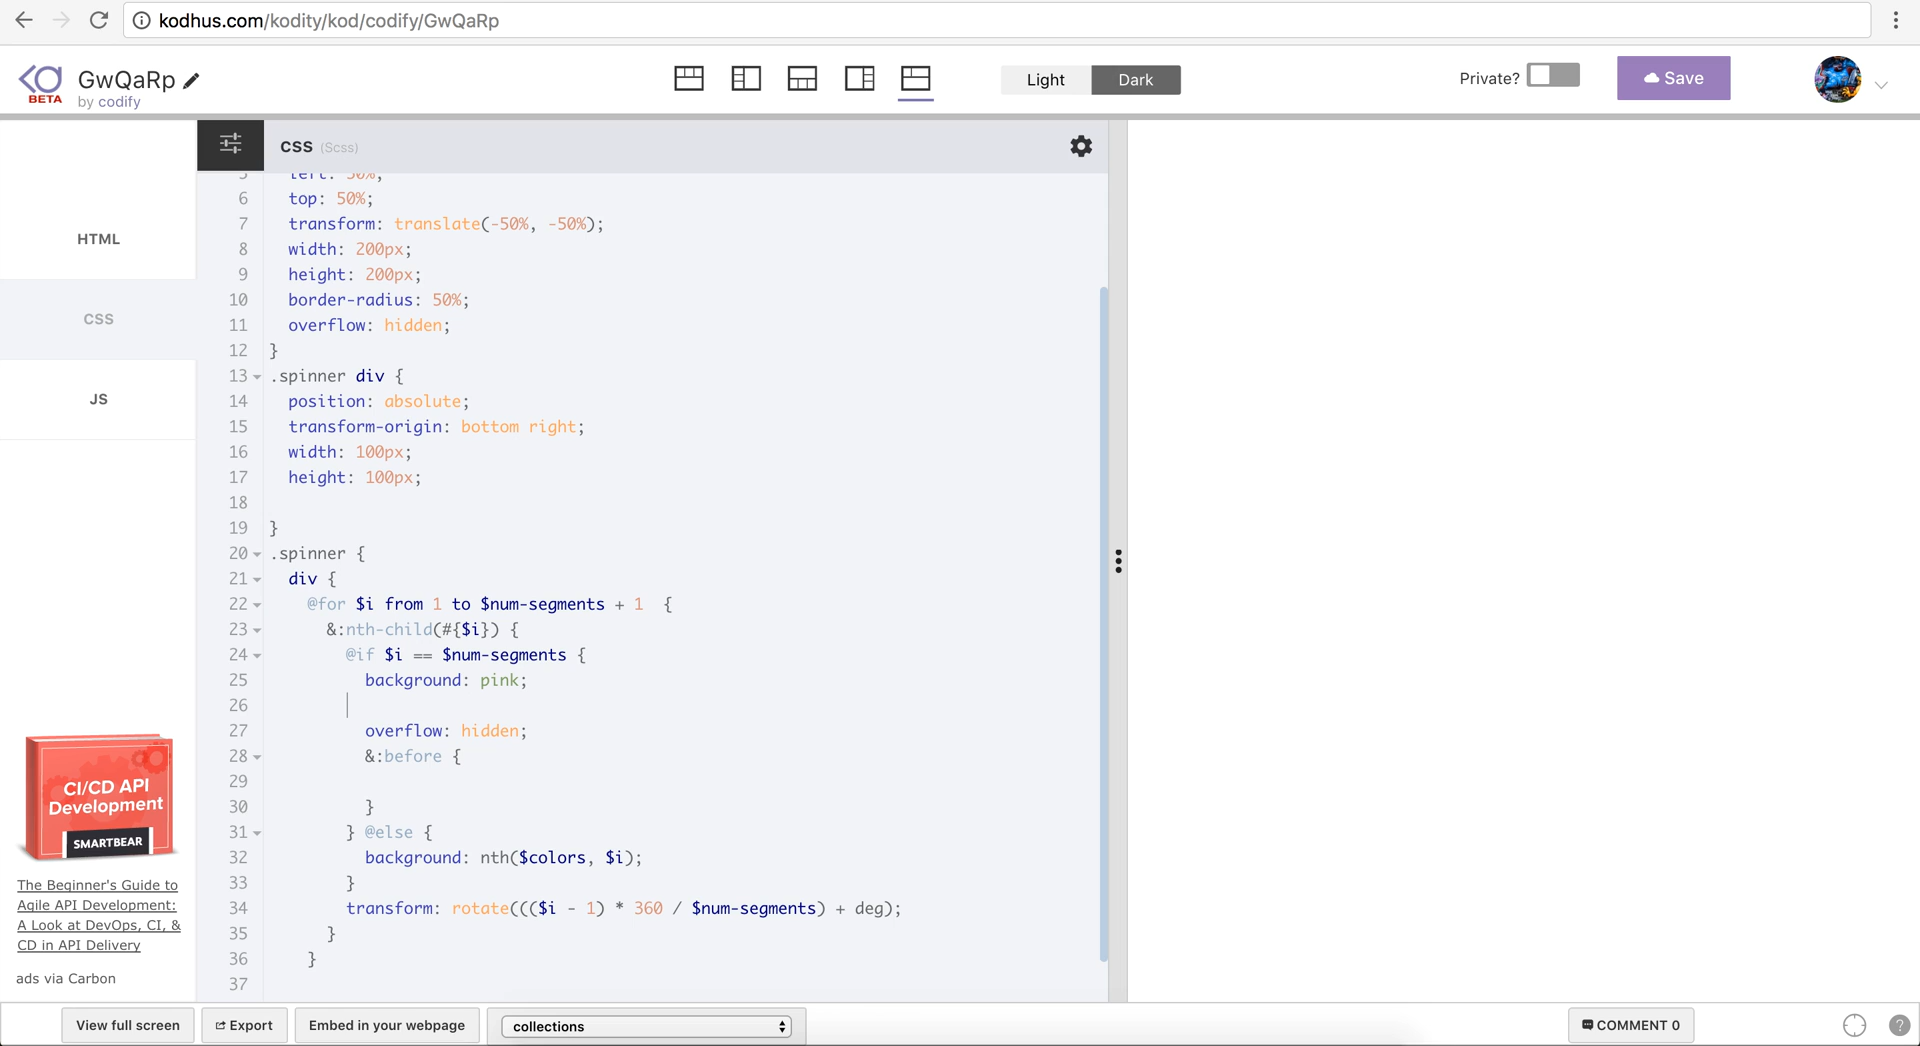 kodhus.com/kodity/kod/codify/GwQaRp
BETA
GwQaRp
by codify
Light
Dark
Private?
Save
HTML
CSS
JS
CSS (Scss)
5 left: 50%;
6 top: 50%;
7 transform: translate(-50%, -50%);
8 width: 200px;
9 height: 200px;
10 border-radius: 50%;
11 overflow: hidden;
12 }
13 .spinner div {
14 position: absolute;
15 transform-origin: bottom right;
16 width: 100px;
17 height: 100px;
18
19 }
20 .spinner {
21 div {
22 @for $i from 1 to $num-segments + 1 {
23 &:nth-child(#{$i}) {
24 @if $i == $num-segments {
25 background: pink;
26
27 overflow: hidden;
28 &:before {
29
30 }
31 } @else {
32 background: nth($colors, $i);
33 }
34 transform: rotate((($i - 1) * 360 / $num-segments) + deg);
35 }
36 }
37
CI/CD API
Development
SMARTBEAR
The Beginner's Guide to
Agile API Development:
A Look at DevOps, CI, &
CD in API Delivery
ads via Carbon
View full screen
Export
Embed in your webpage
collections
COMMENT 0
?